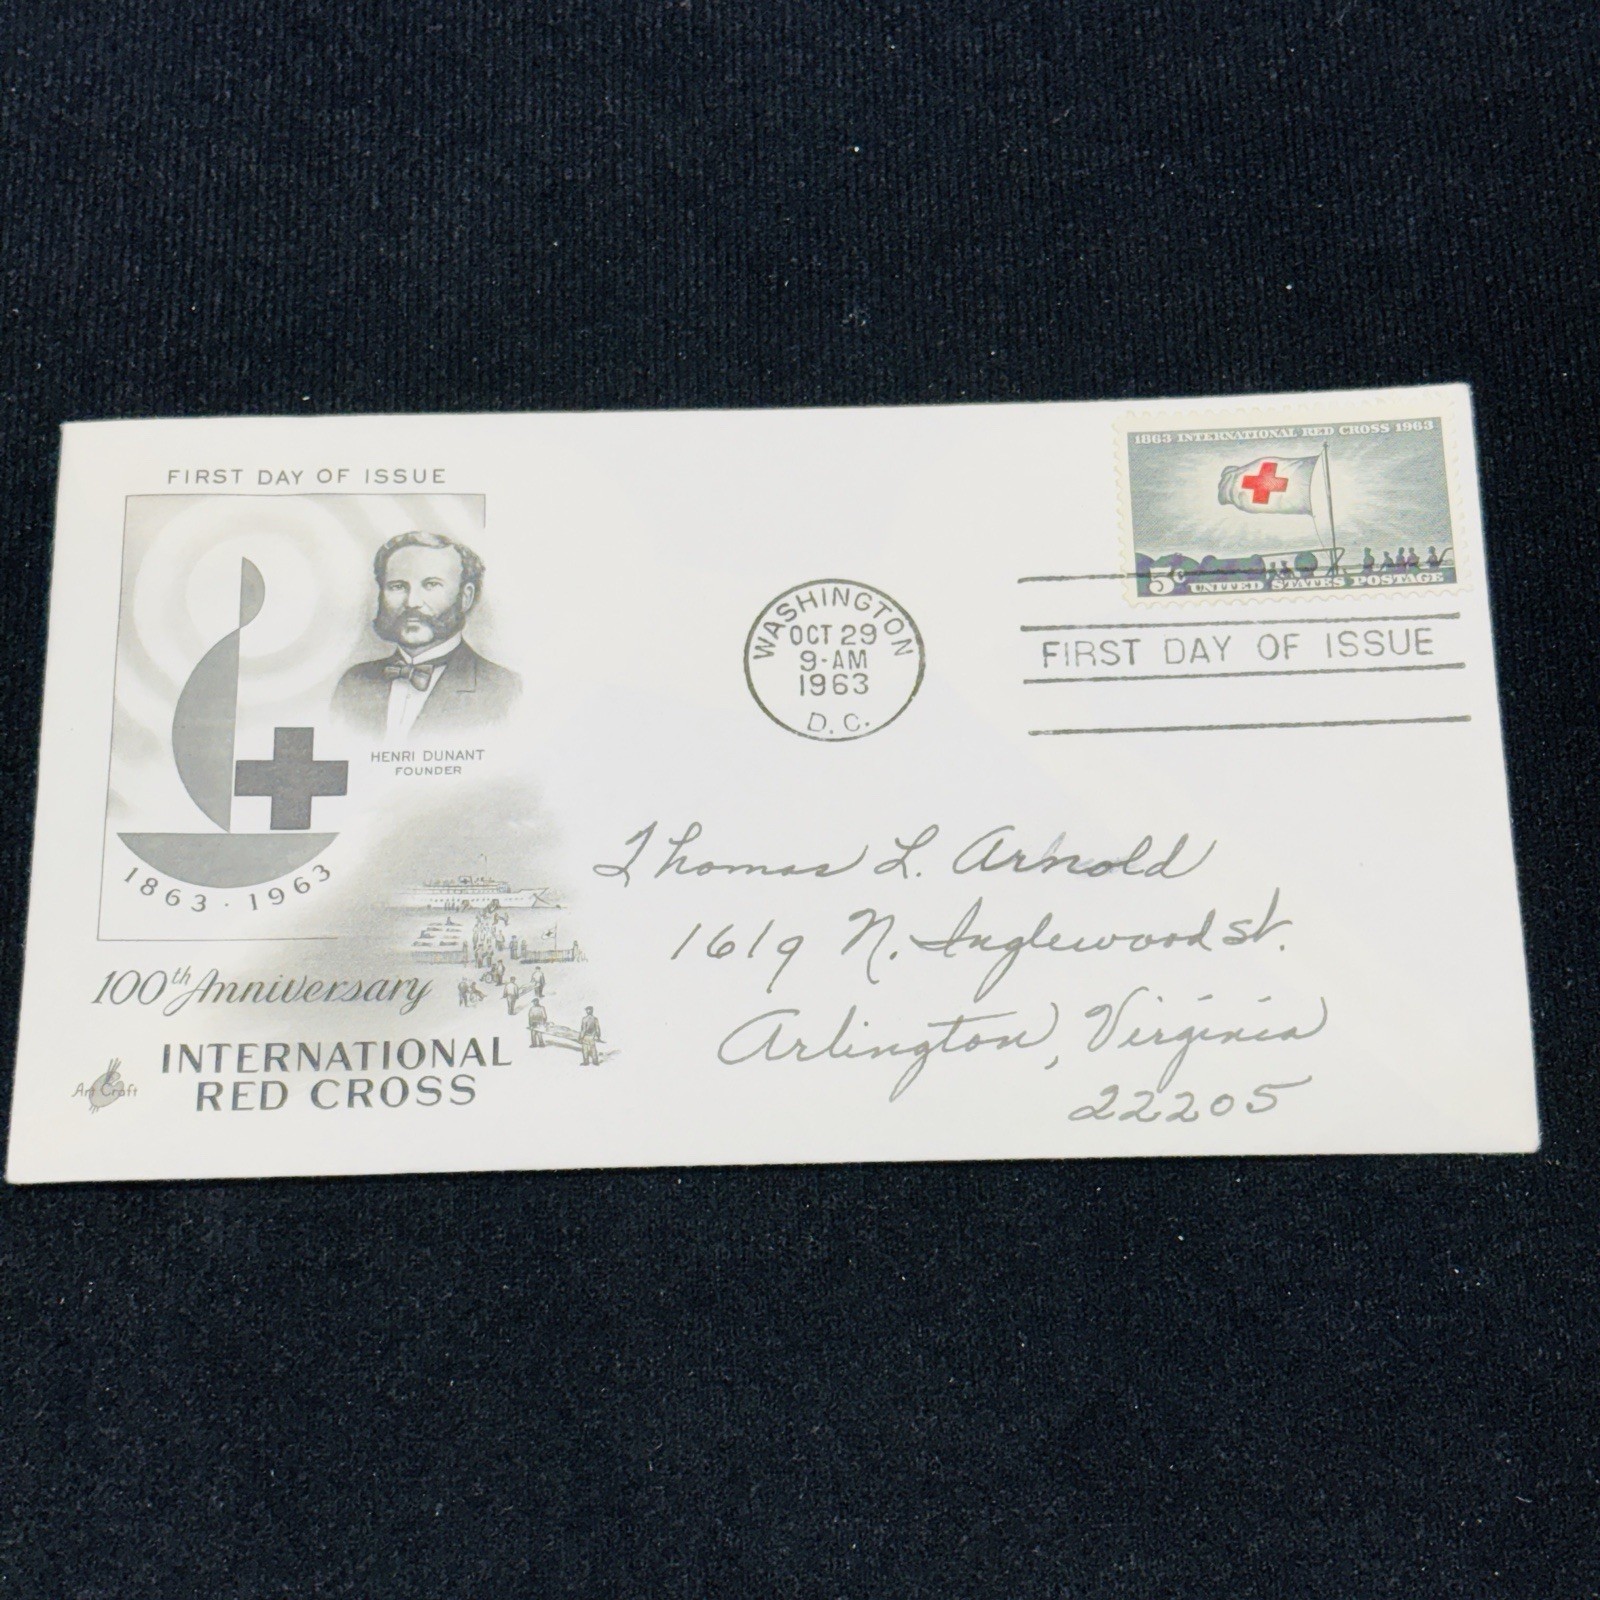 FIRST DAY OF ISSUE
HENRI DUNANT
FOUNDER
1863 · 1963
100th Anniversary
INTERNATIONAL
RED CROSS
Art Craft
WASHINGTON
OCT 29
9-AM
1963
D.C.
1863 INTERNATIONAL RED CROSS 1963
5c UNITED STATES POSTAGE
FIRST DAY OF ISSUE
Thomas L. Arnold
1619 N. Inglewood St.
Arlington, Virginia
22205